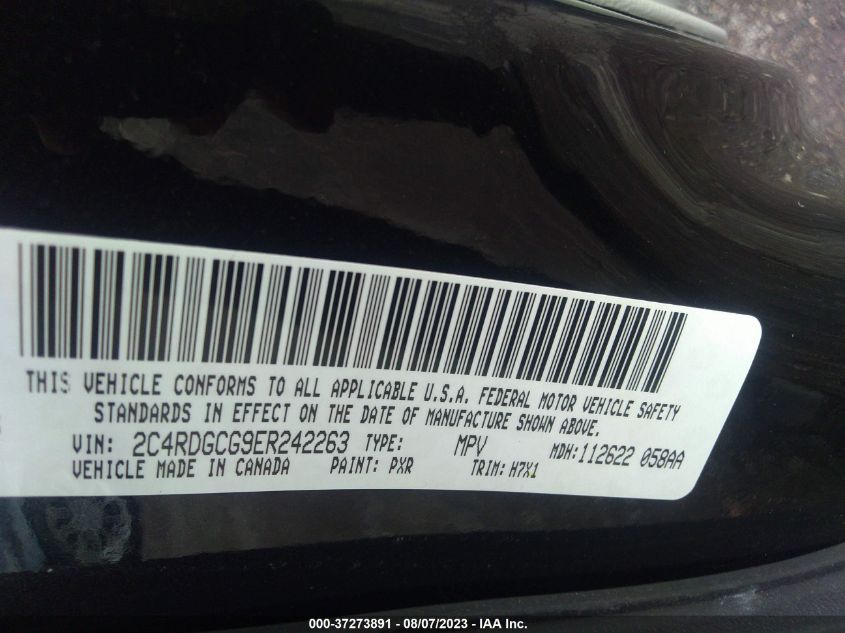 THIS VEHICLE CONFORMS TO ALL APPLICABLE U.S.A. FEDERAL MOTOR VEHICLE SAFETY
STANDARDS IN EFFECT ON THE DATE OF MANUFACTURE SHOWN ABOVE.
VIN: 2C4RDGCG9ER242263 TYPE: MPV MDH: 112622 058AA
VEHICLE MADE IN CANADA PAINT: PXR TRIM: H7X1
000-37273891 - 08/07/2023 - IAA Inc.